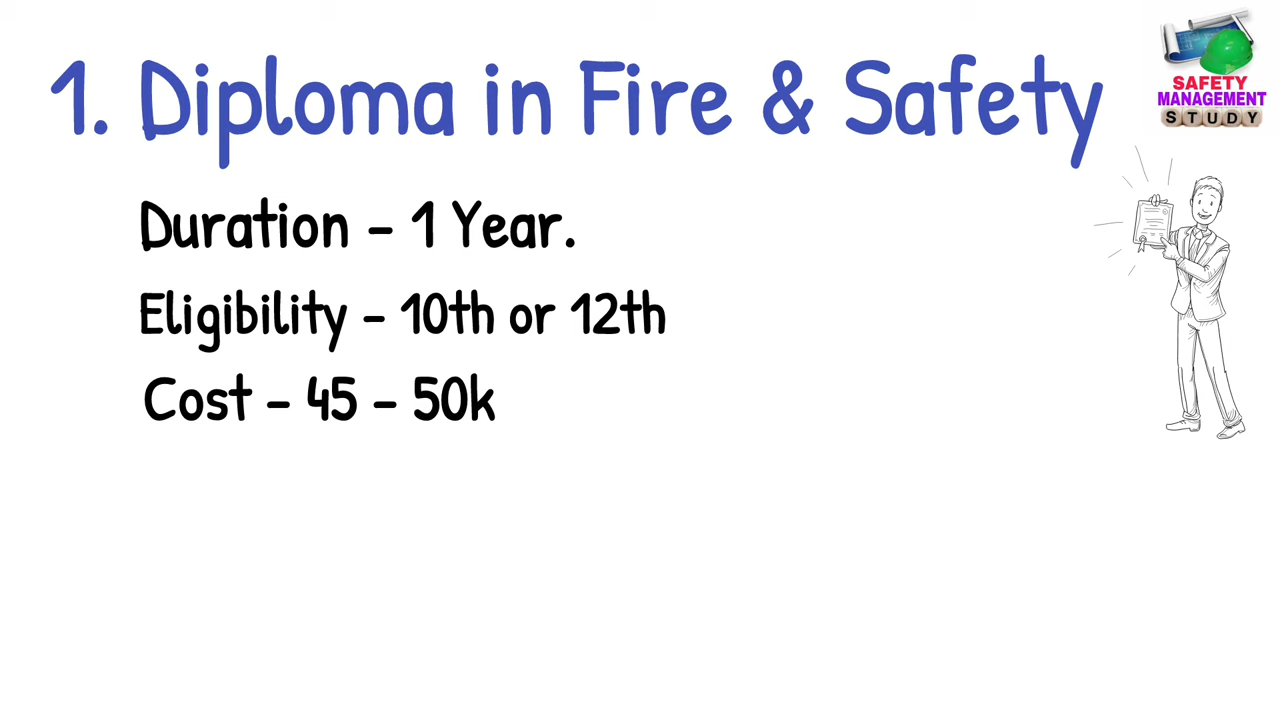 1. Diploma in Fire & Safety
SAFETY
MANAGEMENT
STUDY
Duration - 1 Year.
Eligibility - 10th or 12th
Cost - 45 - 50k